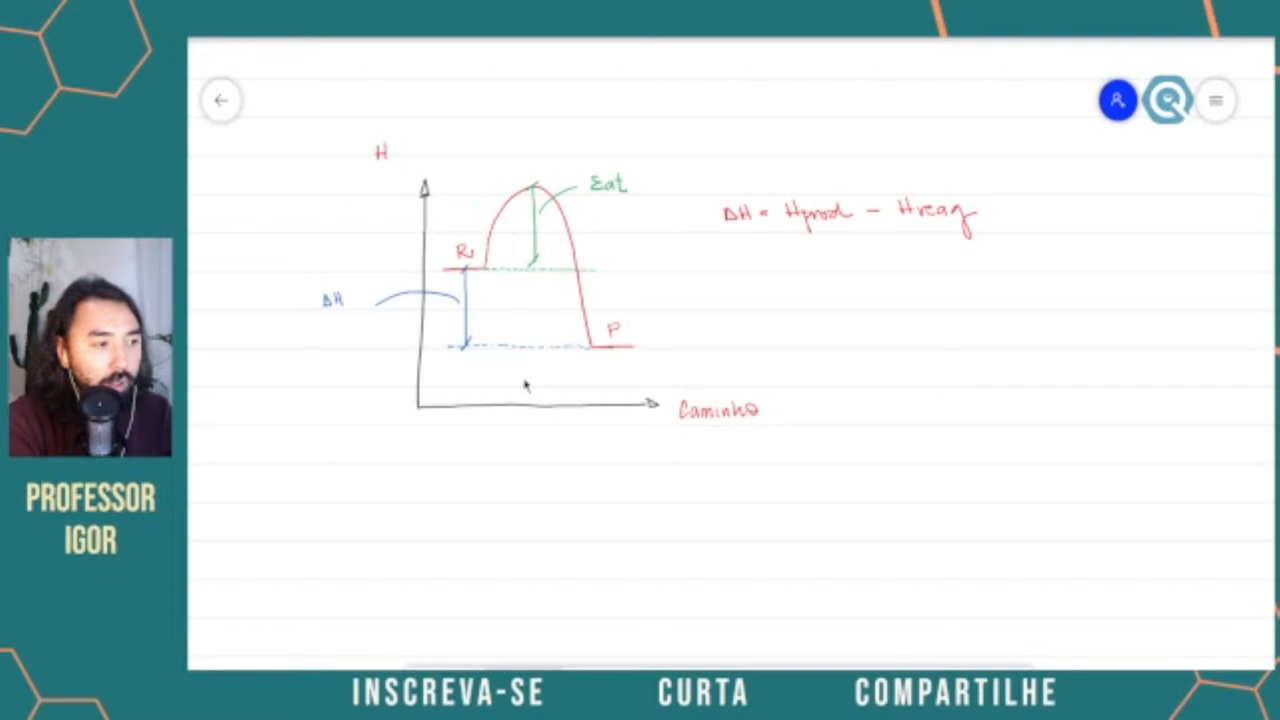 H
Eat
ΔH = Hprod - Hreag
R
ΔH
P
Caminho
PROFESSOR
IGOR
INSCREVA-SE CURTA COMPARTILHE